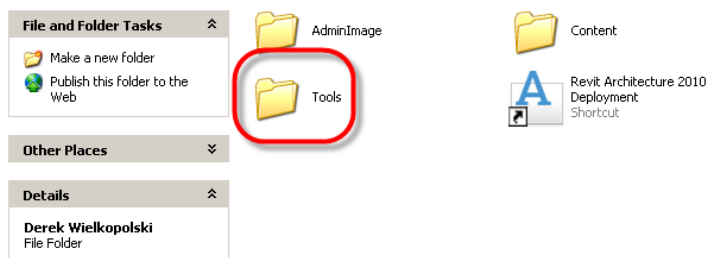 File and Folder Tasks
Make a new folder
Publish this folder to the
Web
Other Places
Details
Derek Wielkopolski
File Folder
AdminImage
Content
Tools
Revit Architecture 2010
Deployment
Shortcut